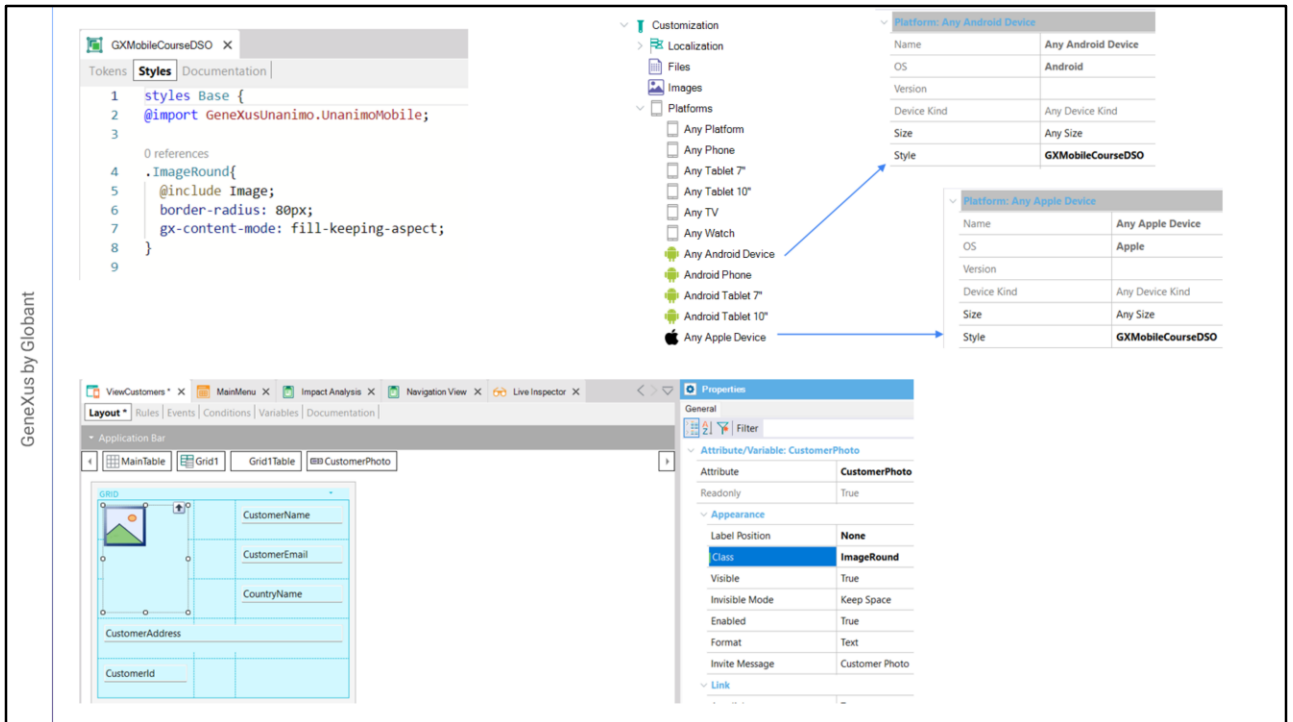 GeneXus by Globant
GXMobileCourseDSO X
Tokens Styles Documentation
1 styles Base {
2 @import GeneXusUnanimo.UnanimoMobile;
3
0 references
4 .ImageRound{
5 @include Image;
6 border-radius: 80px;
7 gx-content-mode: fill-keeping-aspect;
8 }
9
Customization
Localization
Files
Images
Platforms
Any Platform
Any Phone
Any Tablet 7"
Any Tablet 10"
Any TV
Any Watch
Any Android Device
Android Phone
Android Tablet 7"
Android Tablet 10"
Any Apple Device
Platform: Any Android Device
Name Any Android Device
OS Android
Version
Device Kind Any Device Kind
Size Any Size
Style GXMobileCourseDSO
Platform: Any Apple Device
Name Any Apple Device
OS Apple
Version
Device Kind Any Device Kind
Size Any Size
Style GXMobileCourseDSO
ViewCustomers * X MainMenu X Impact Analysis X Navigation View X Live Inspector X
Layout * Rules Events Conditions Variables Documentation
Application Bar
MainTable Grid1 Grid1Table CustomerPhoto
GRID
CustomerName
CustomerEmail
CountryName
CustomerAddress
CustomerId
Properties
General
Filter
Attribute/Variable: CustomerPhoto
Attribute CustomerPhoto
Readonly True
Appearance
Label Position None
Class ImageRound
Visible True
Invisible Mode Keep Space
Enabled True
Format Text
Invite Message Customer Photo
Link